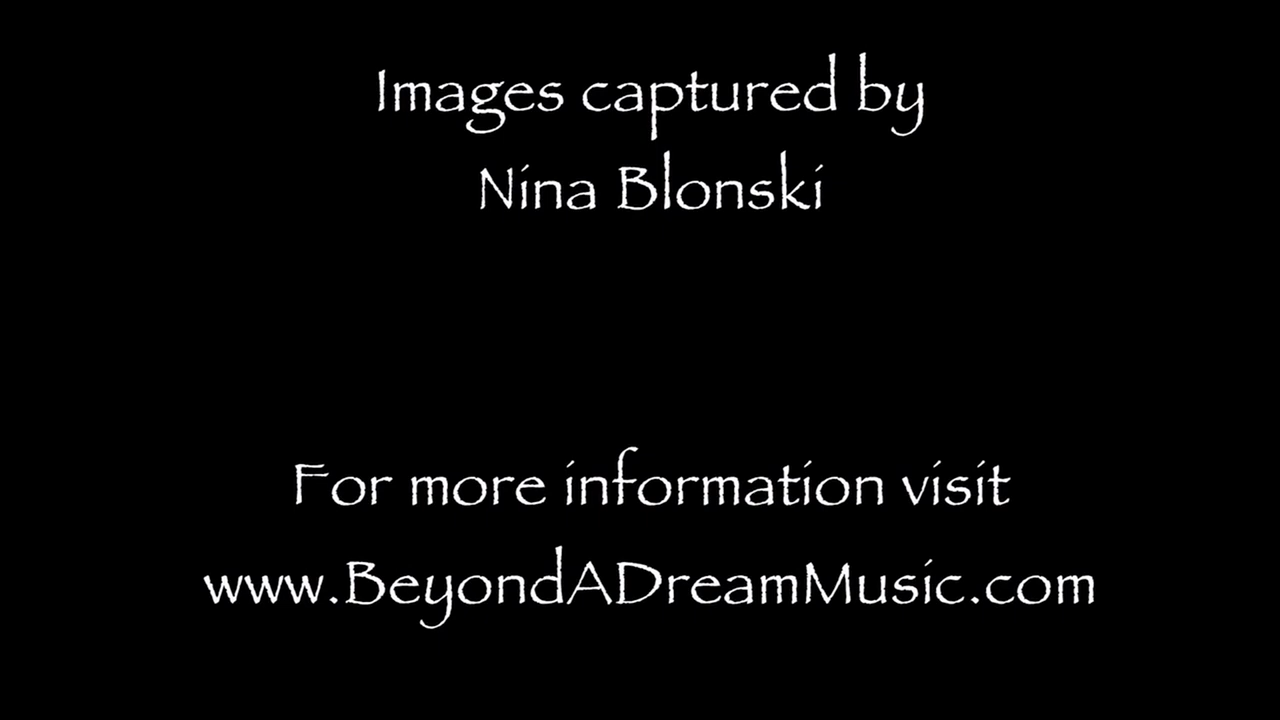 Images captured by
Nina Blonski
For more information visit
www.BeyondADreamMusic.com